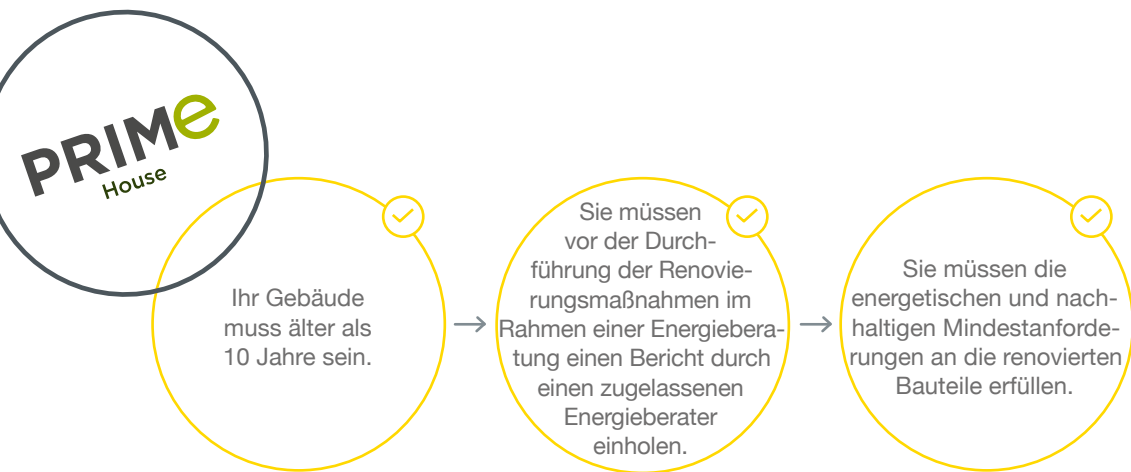 PRIMe
House
Ihr Gebäude
muss älter als
10 Jahre sein.
Sie müssen
vor der Durch-
führung der Renovie-
rungsmaßnahmen im
Rahmen einer Energiebera-
tung einen Bericht durch
einen zugelassenen
Energieberater
einholen.
Sie müssen die
energetischen und nach-
haltigen Mindestanforde-
rungen an die renovierten
Bauteile erfüllen.